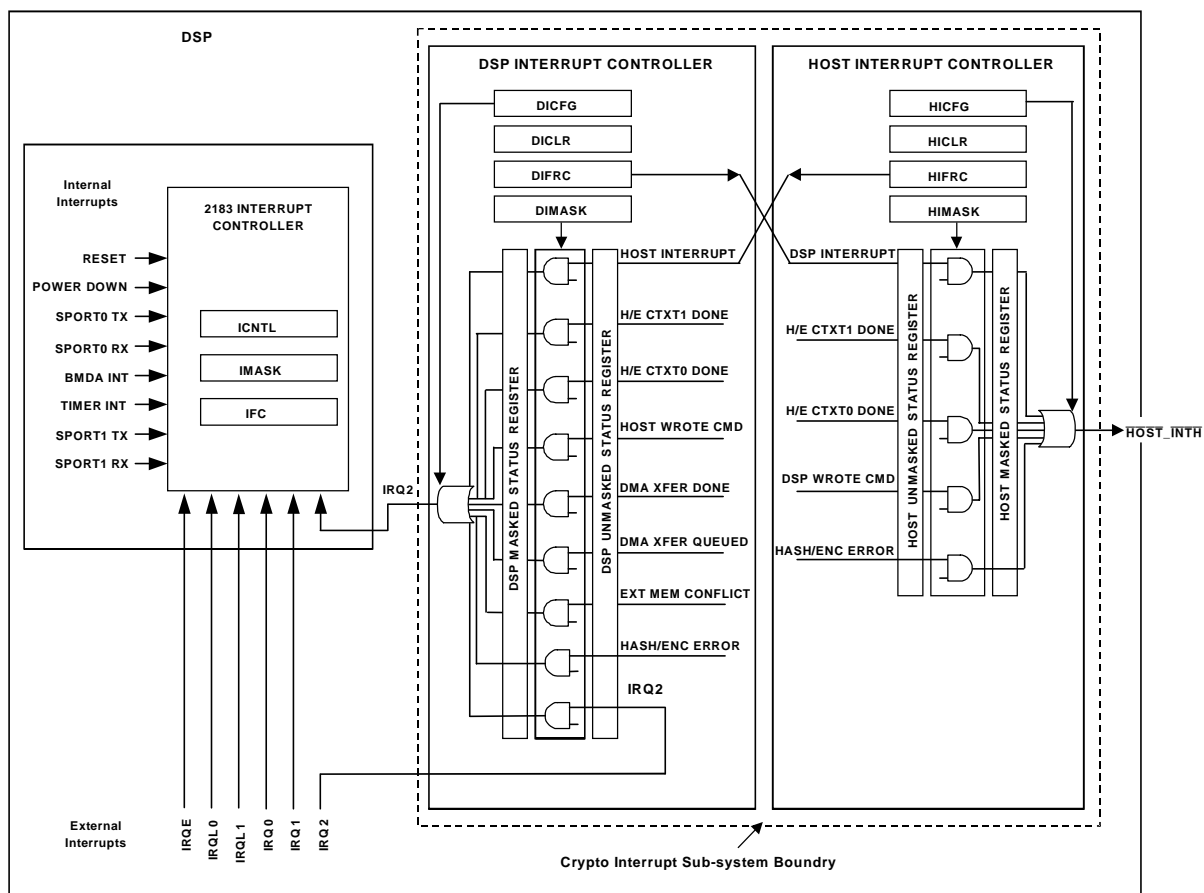 DSP
Internal
Interrupts
2183 INTERRUPT
CONTROLLER
RESET
POWER DOWN
SPORT0 TX
SPORT0 RX
BMDA INT
TIMER INT
SPORT1 TX
SPORT1 RX
ICNTL
IMASK
IFC
IRQ2
External
Interrupts
IRQE
IRQL0
IRQL1
IRQ0
IRQ1
IRQ2
DSP INTERRUPT CONTROLLER
DICFG
DICLR
DIFRC
DIMASK
DSP MASKED STATUS REGISTER
DSP UNMASKED STATUS REGISTER
HOST INTERRUPT
H/E CTXT1 DONE
H/E CTXT0 DONE
HOST WROTE CMD
DMA XFER DONE
DMA XFER QUEUED
EXT MEM CONFLICT
HASH/ENC ERROR
IRQ2
HOST INTERRUPT CONTROLLER
HICFG
HICLR
HIFRC
HIMASK
DSP INTERRUPT
H/E CTXT1 DONE
H/E CTXT0 DONE
DSP WROTE CMD
HASH/ENC ERROR
HOST UNMASKED STATUS REGISTER
HOST MASKED STATUS REGISTER
HOST_INTH
Crypto Interrupt Sub-system Boundry